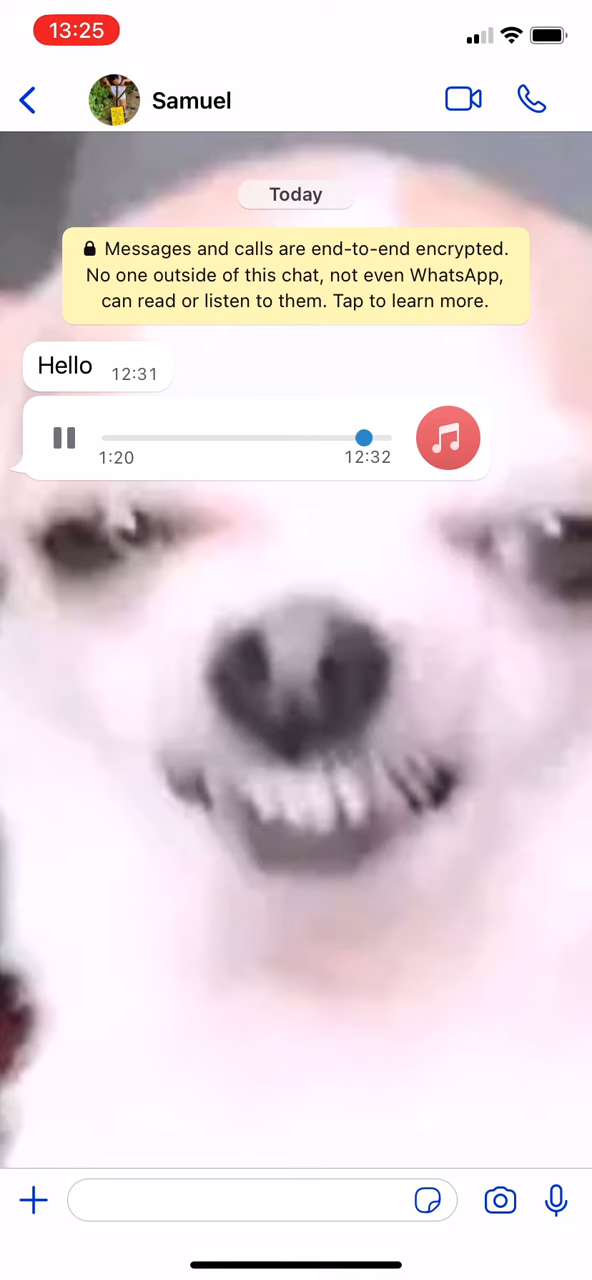 13:25
Samuel
Today
Messages and calls are end-to-end encrypted.
No one outside of this chat, not even WhatsApp,
can read or listen to them. Tap to learn more.
Hello 12:31
1:20 12:32